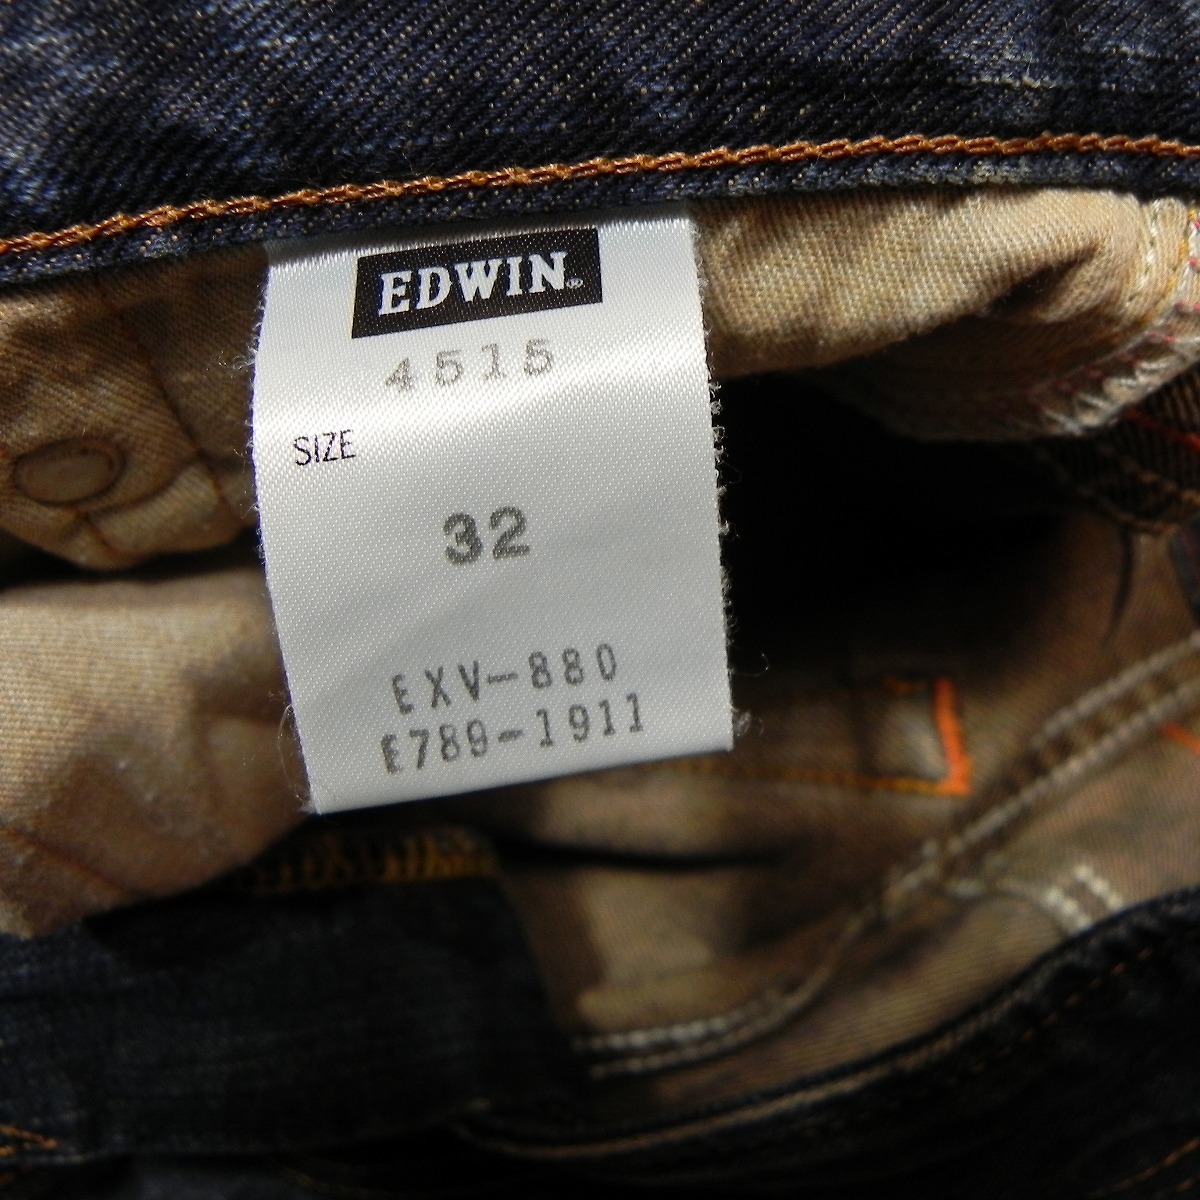 EDWIN®
4515
SIZE
32
EXV-880
E789-1911